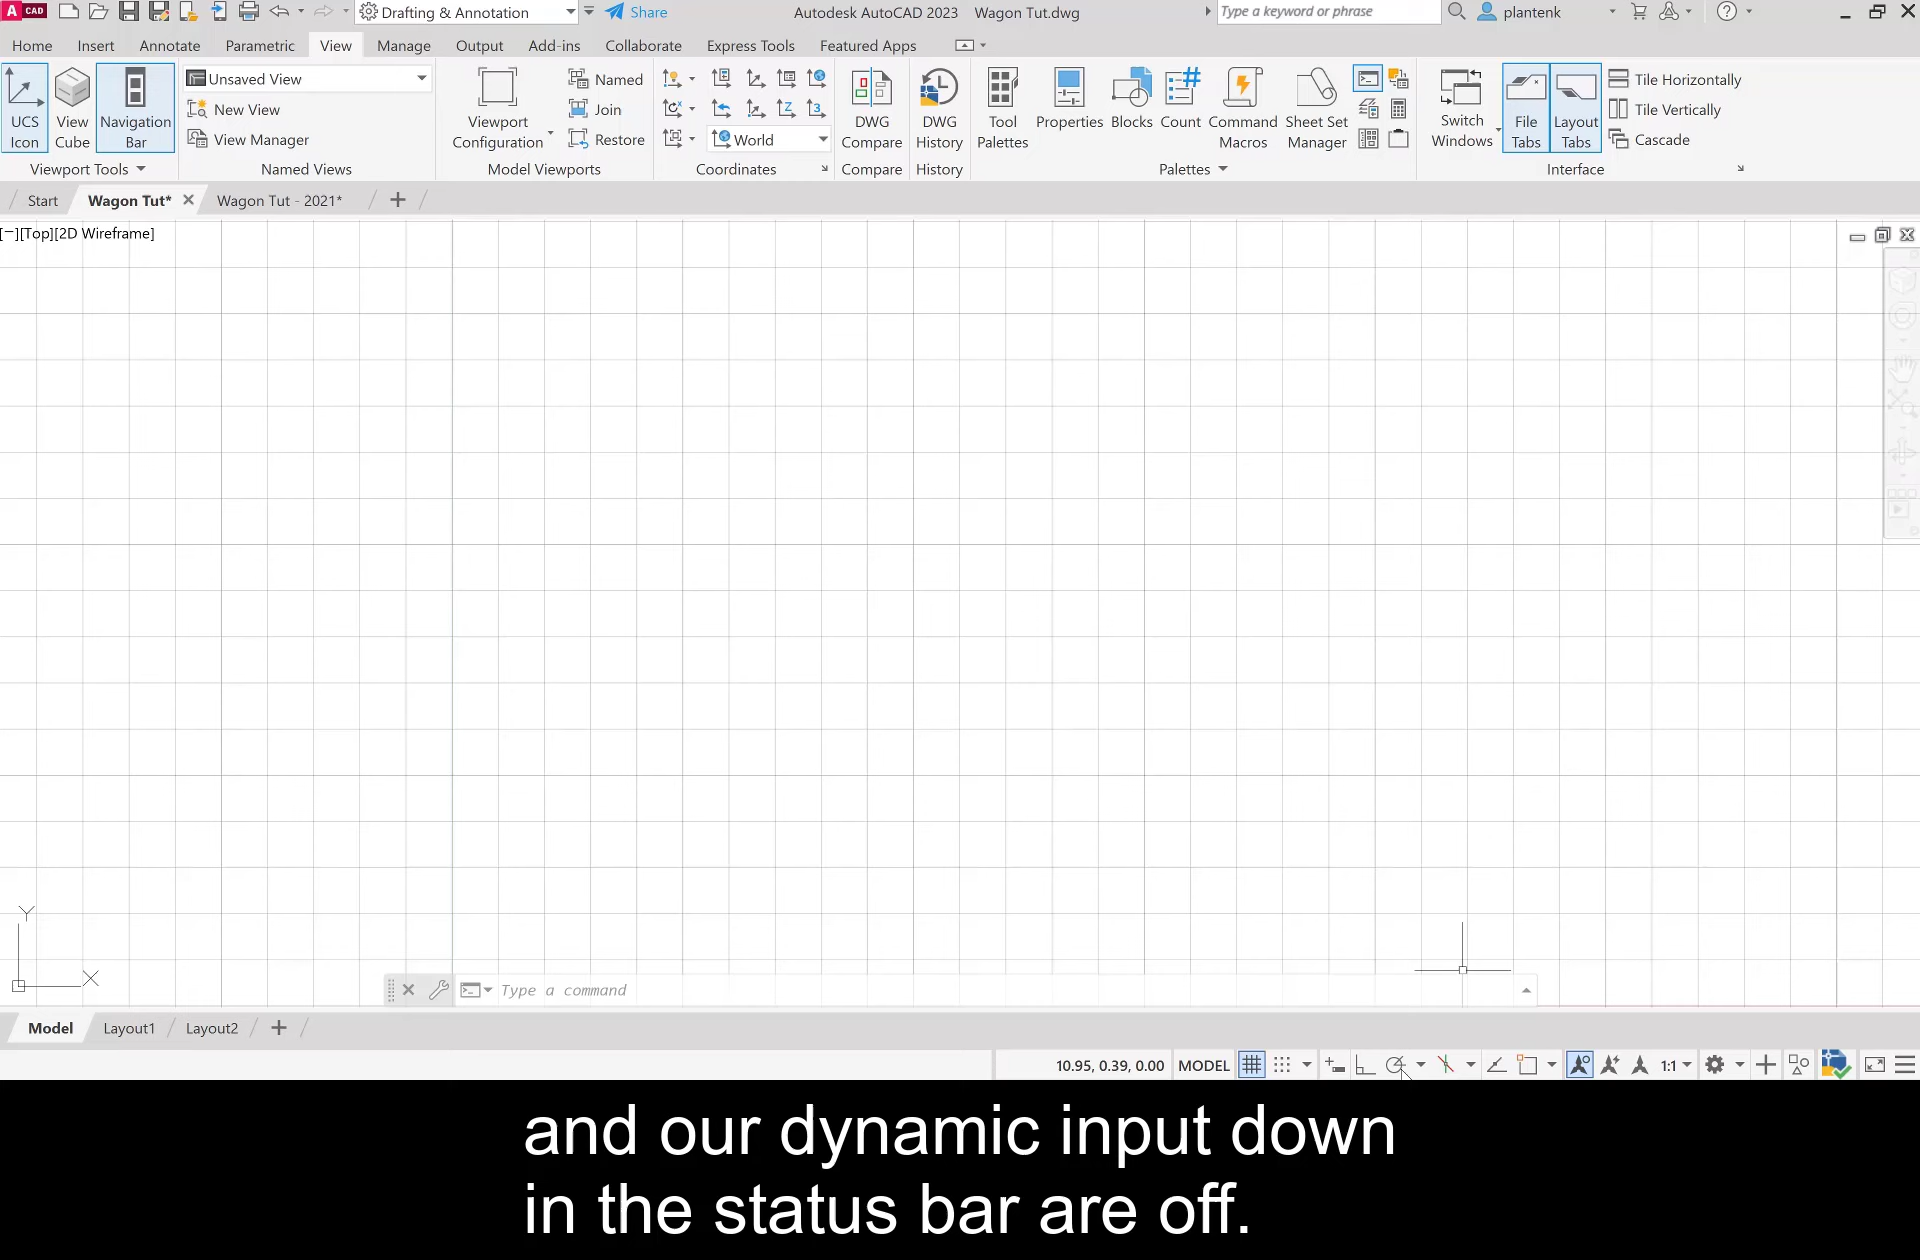 A CAD Drafting & Annotation Share Autodesk AutoCAD 2023 Wagon Tut.dwg Type a keyword or phrase plantenk
Home Insert Annotate Parametric View Manage Output Add-ins Collaborate Express Tools Featured Apps
UCS Icon View Cube Navigation Bar
Viewport Tools
Unsaved View
New View
View Manager
Named Views
Viewport Configuration
Named
Join
Restore
Model Viewports
World
Coordinates
DWG Compare
Compare
DWG History
History
Tool Palettes Properties Blocks Count Command Macros Sheet Set Manager
Palettes
Switch Windows File Tabs Layout Tabs
Tile Horizontally
Tile Vertically
Cascade
Interface
Start Wagon Tut* Wagon Tut - 2021*
[−][Top][2D Wireframe]
Y
X
Type a command
Model Layout1 Layout2
10.95, 0.39, 0.00 MODEL 1:1
and our dynamic input down
in the status bar are off.